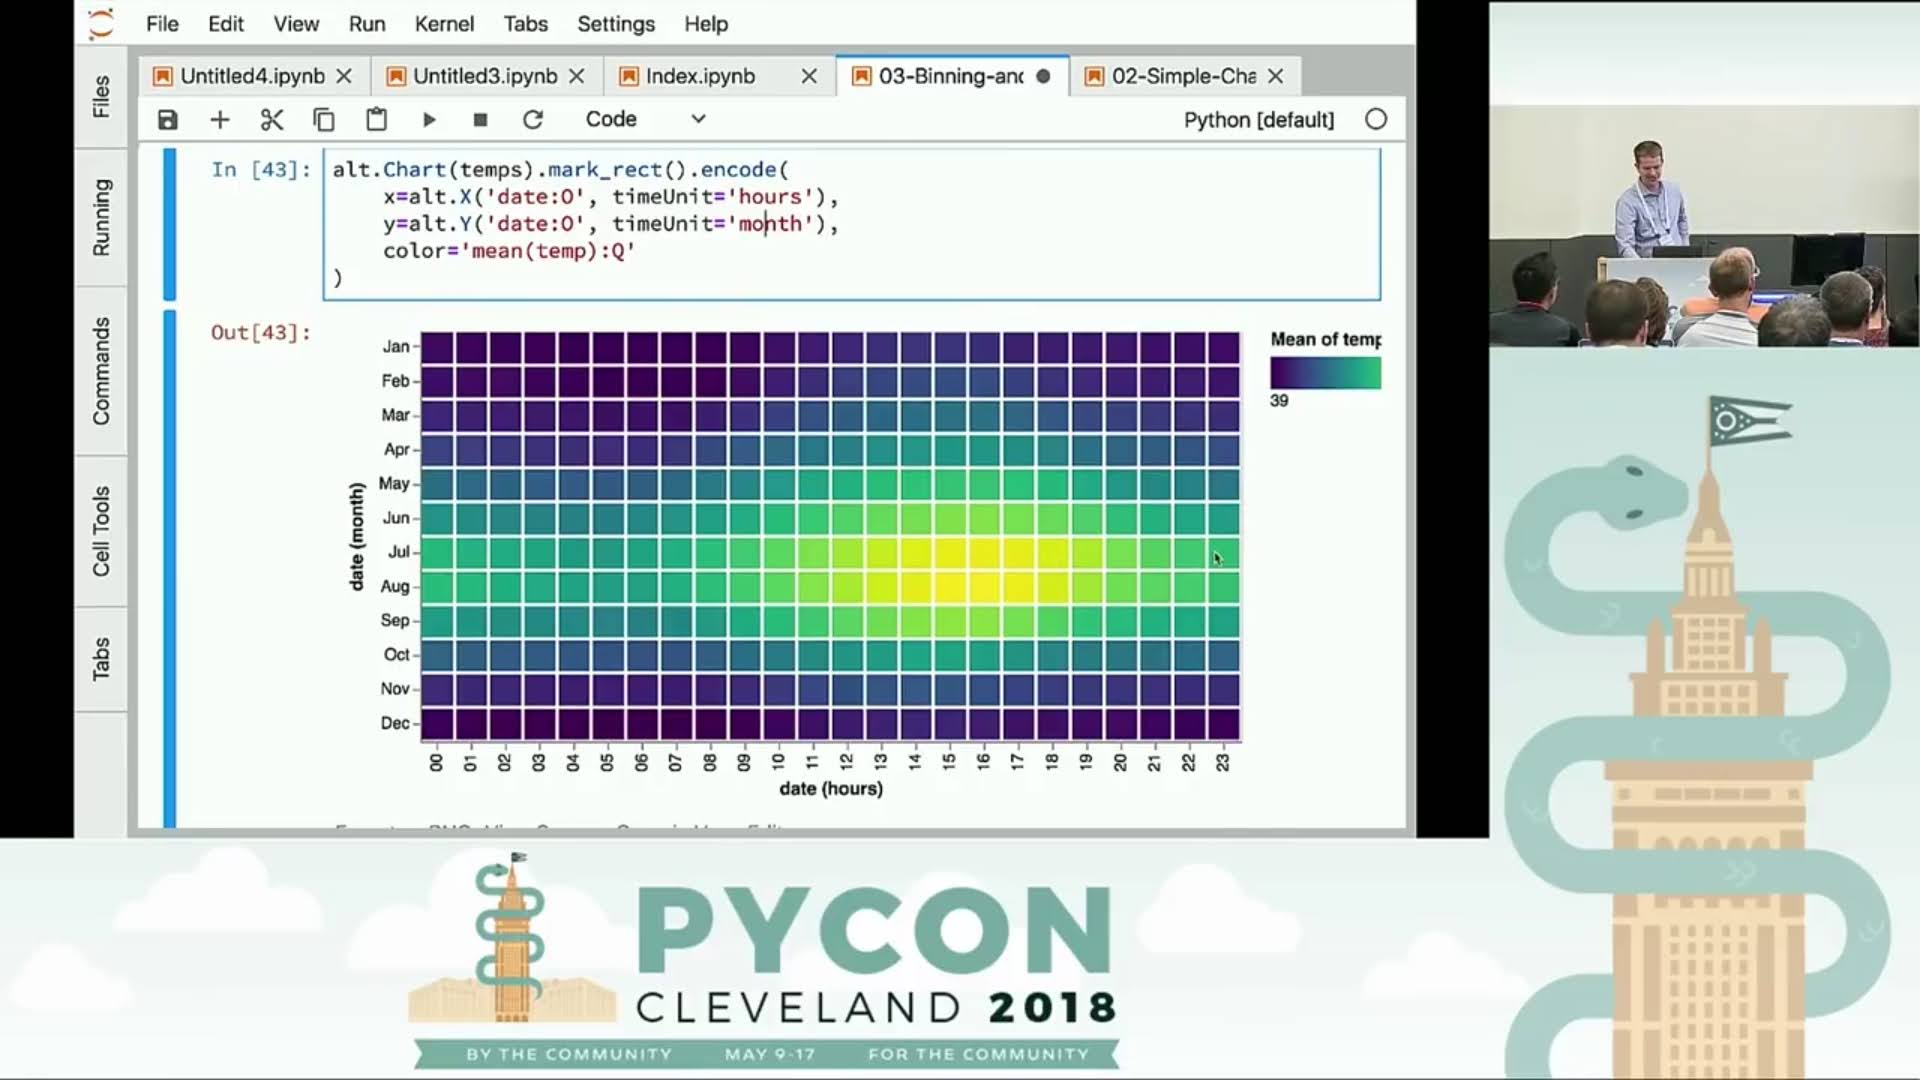 File Edit View Run Kernel Tabs Settings Help
Files
Running
Commands
Cell Tools
Tabs
Untitled4.ipynb
Untitled3.ipynb
Index.ipynb
03-Binning-anc
02-Simple-Cha
Code
Python [default]
In [43]:
alt.Chart(temps).mark_rect().encode(
x=alt.X('date:O', timeUnit='hours'),
y=alt.Y('date:O', timeUnit='month'),
color='mean(temp):Q'
)
Out[43]:
date (month)
Jan
Feb
Mar
Apr
May
Jun
Jul
Aug
Sep
Oct
Nov
Dec
00 01 02 03 04 05 06 07 08 09 10 11 12 13 14 15 16 17 18 19 20 21 22 23
date (hours)
Mean of temp
39
PYCON
CLEVELAND 2018
BY THE COMMUNITY MAY 9-17 FOR THE COMMUNITY